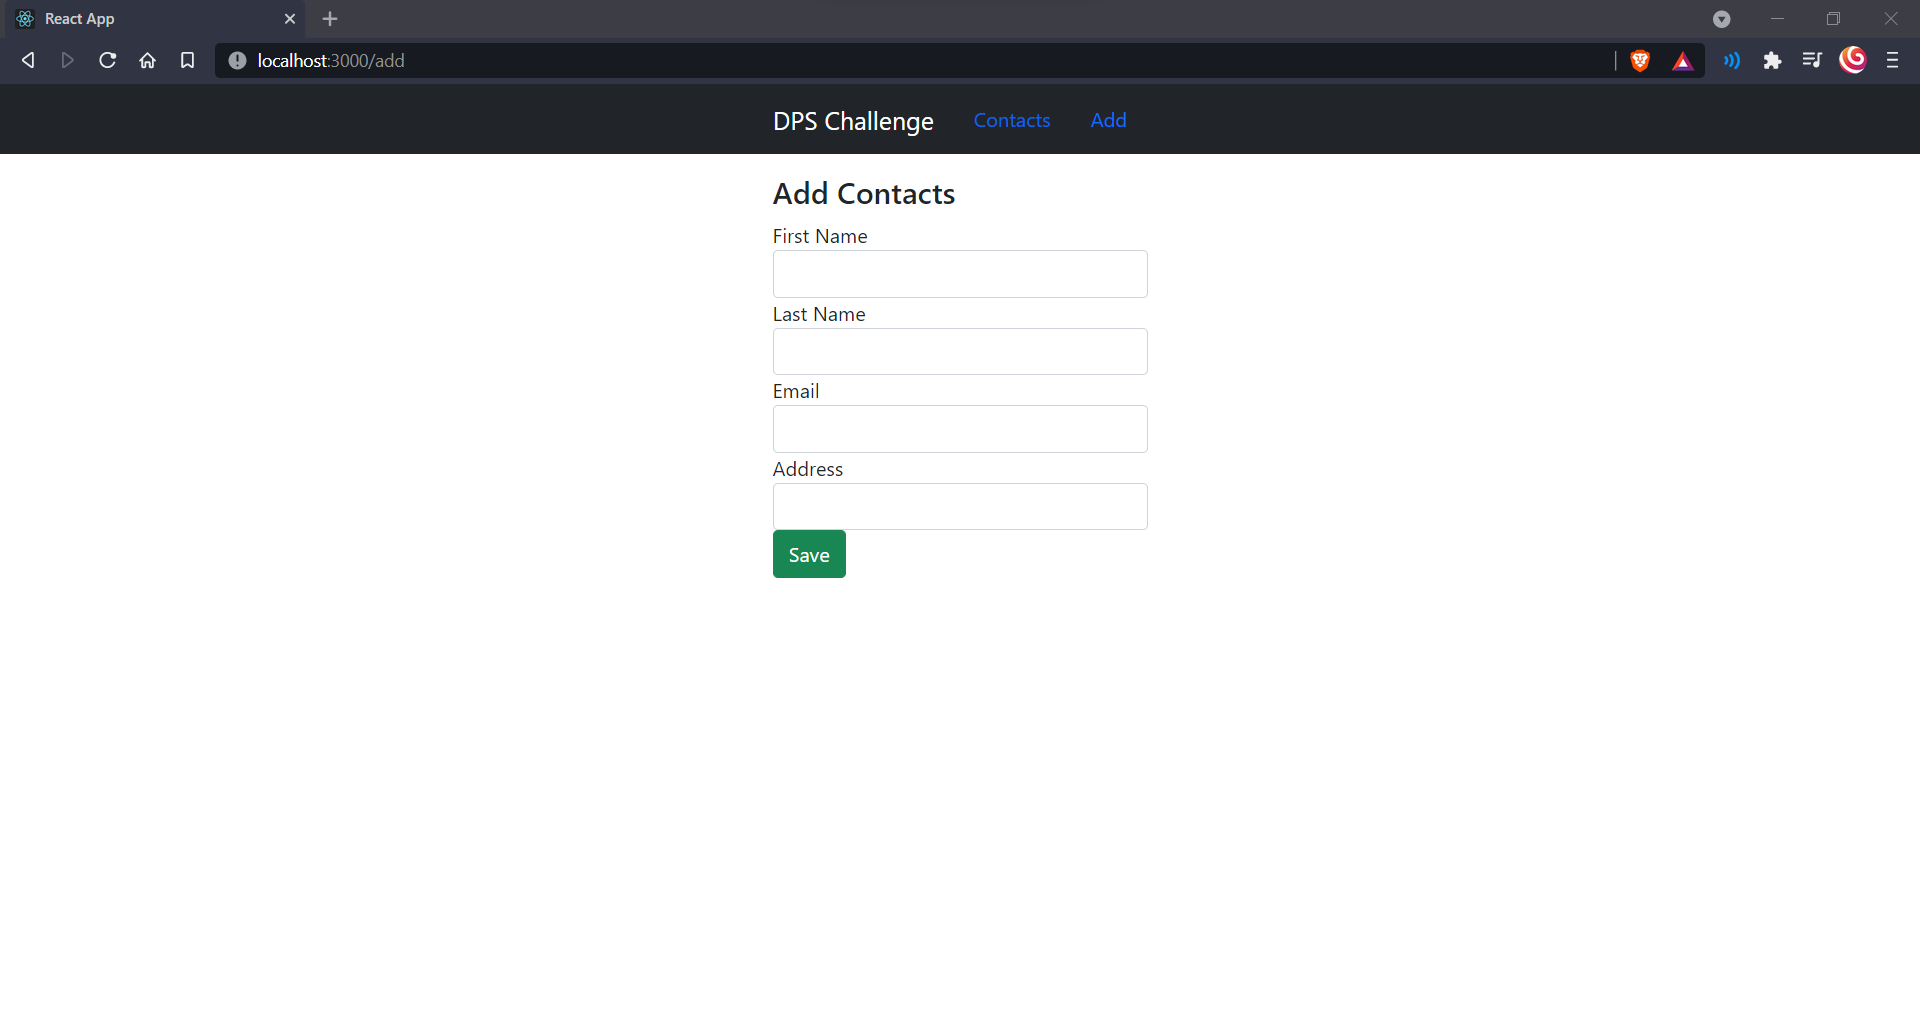 React App
localhost:3000/add
DPS Challenge Contacts Add
Add Contacts
First Name
Last Name
Email
Address
Save